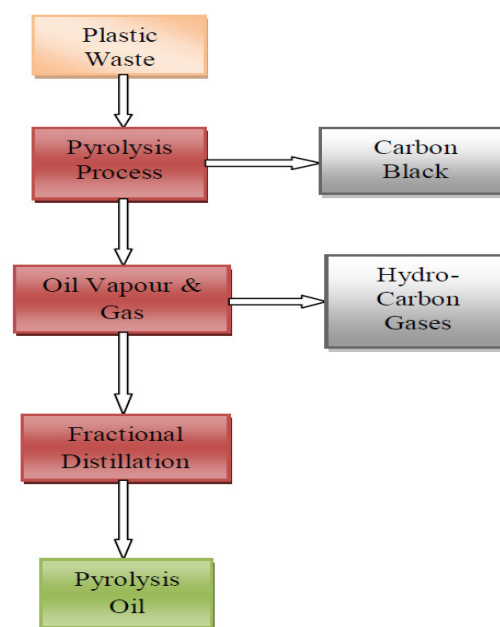 Plastic
Waste
Pyrolysis
Process
Carbon
Black
Oil Vapour &
Gas
Hydro-
Carbon
Gases
Fractional
Distillation
Pyrolysis
Oil